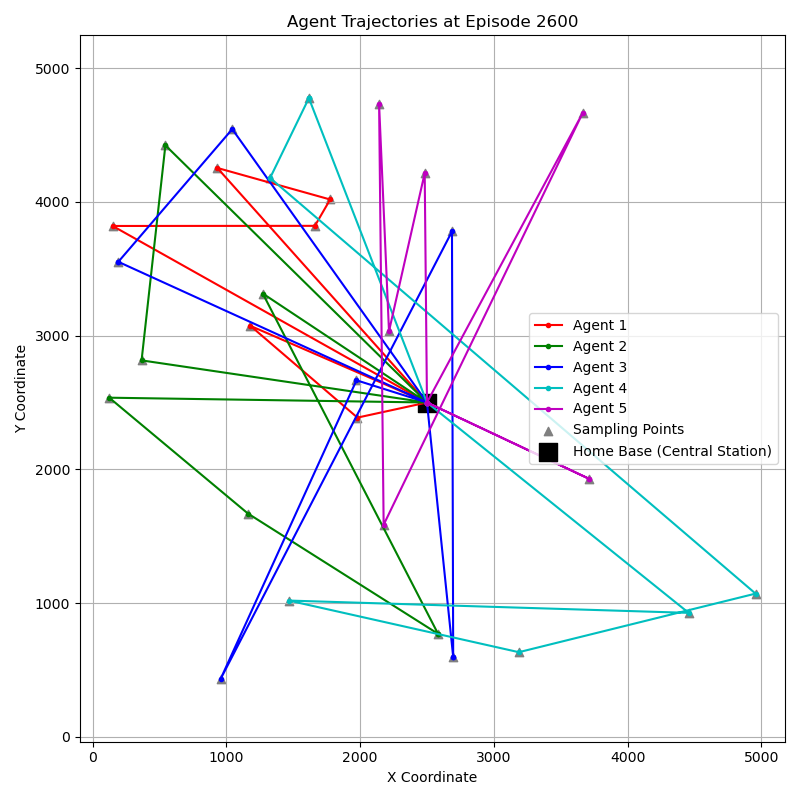 Agent Trajectories at Episode 2600
Y Coordinate
5000
4000
3000
2000
1000
0
Agent 1
Agent 2
Agent 3
Agent 4
Agent 5
Sampling Points
Home Base (Central Station)
0 1000 2000 3000 4000 5000
X Coordinate